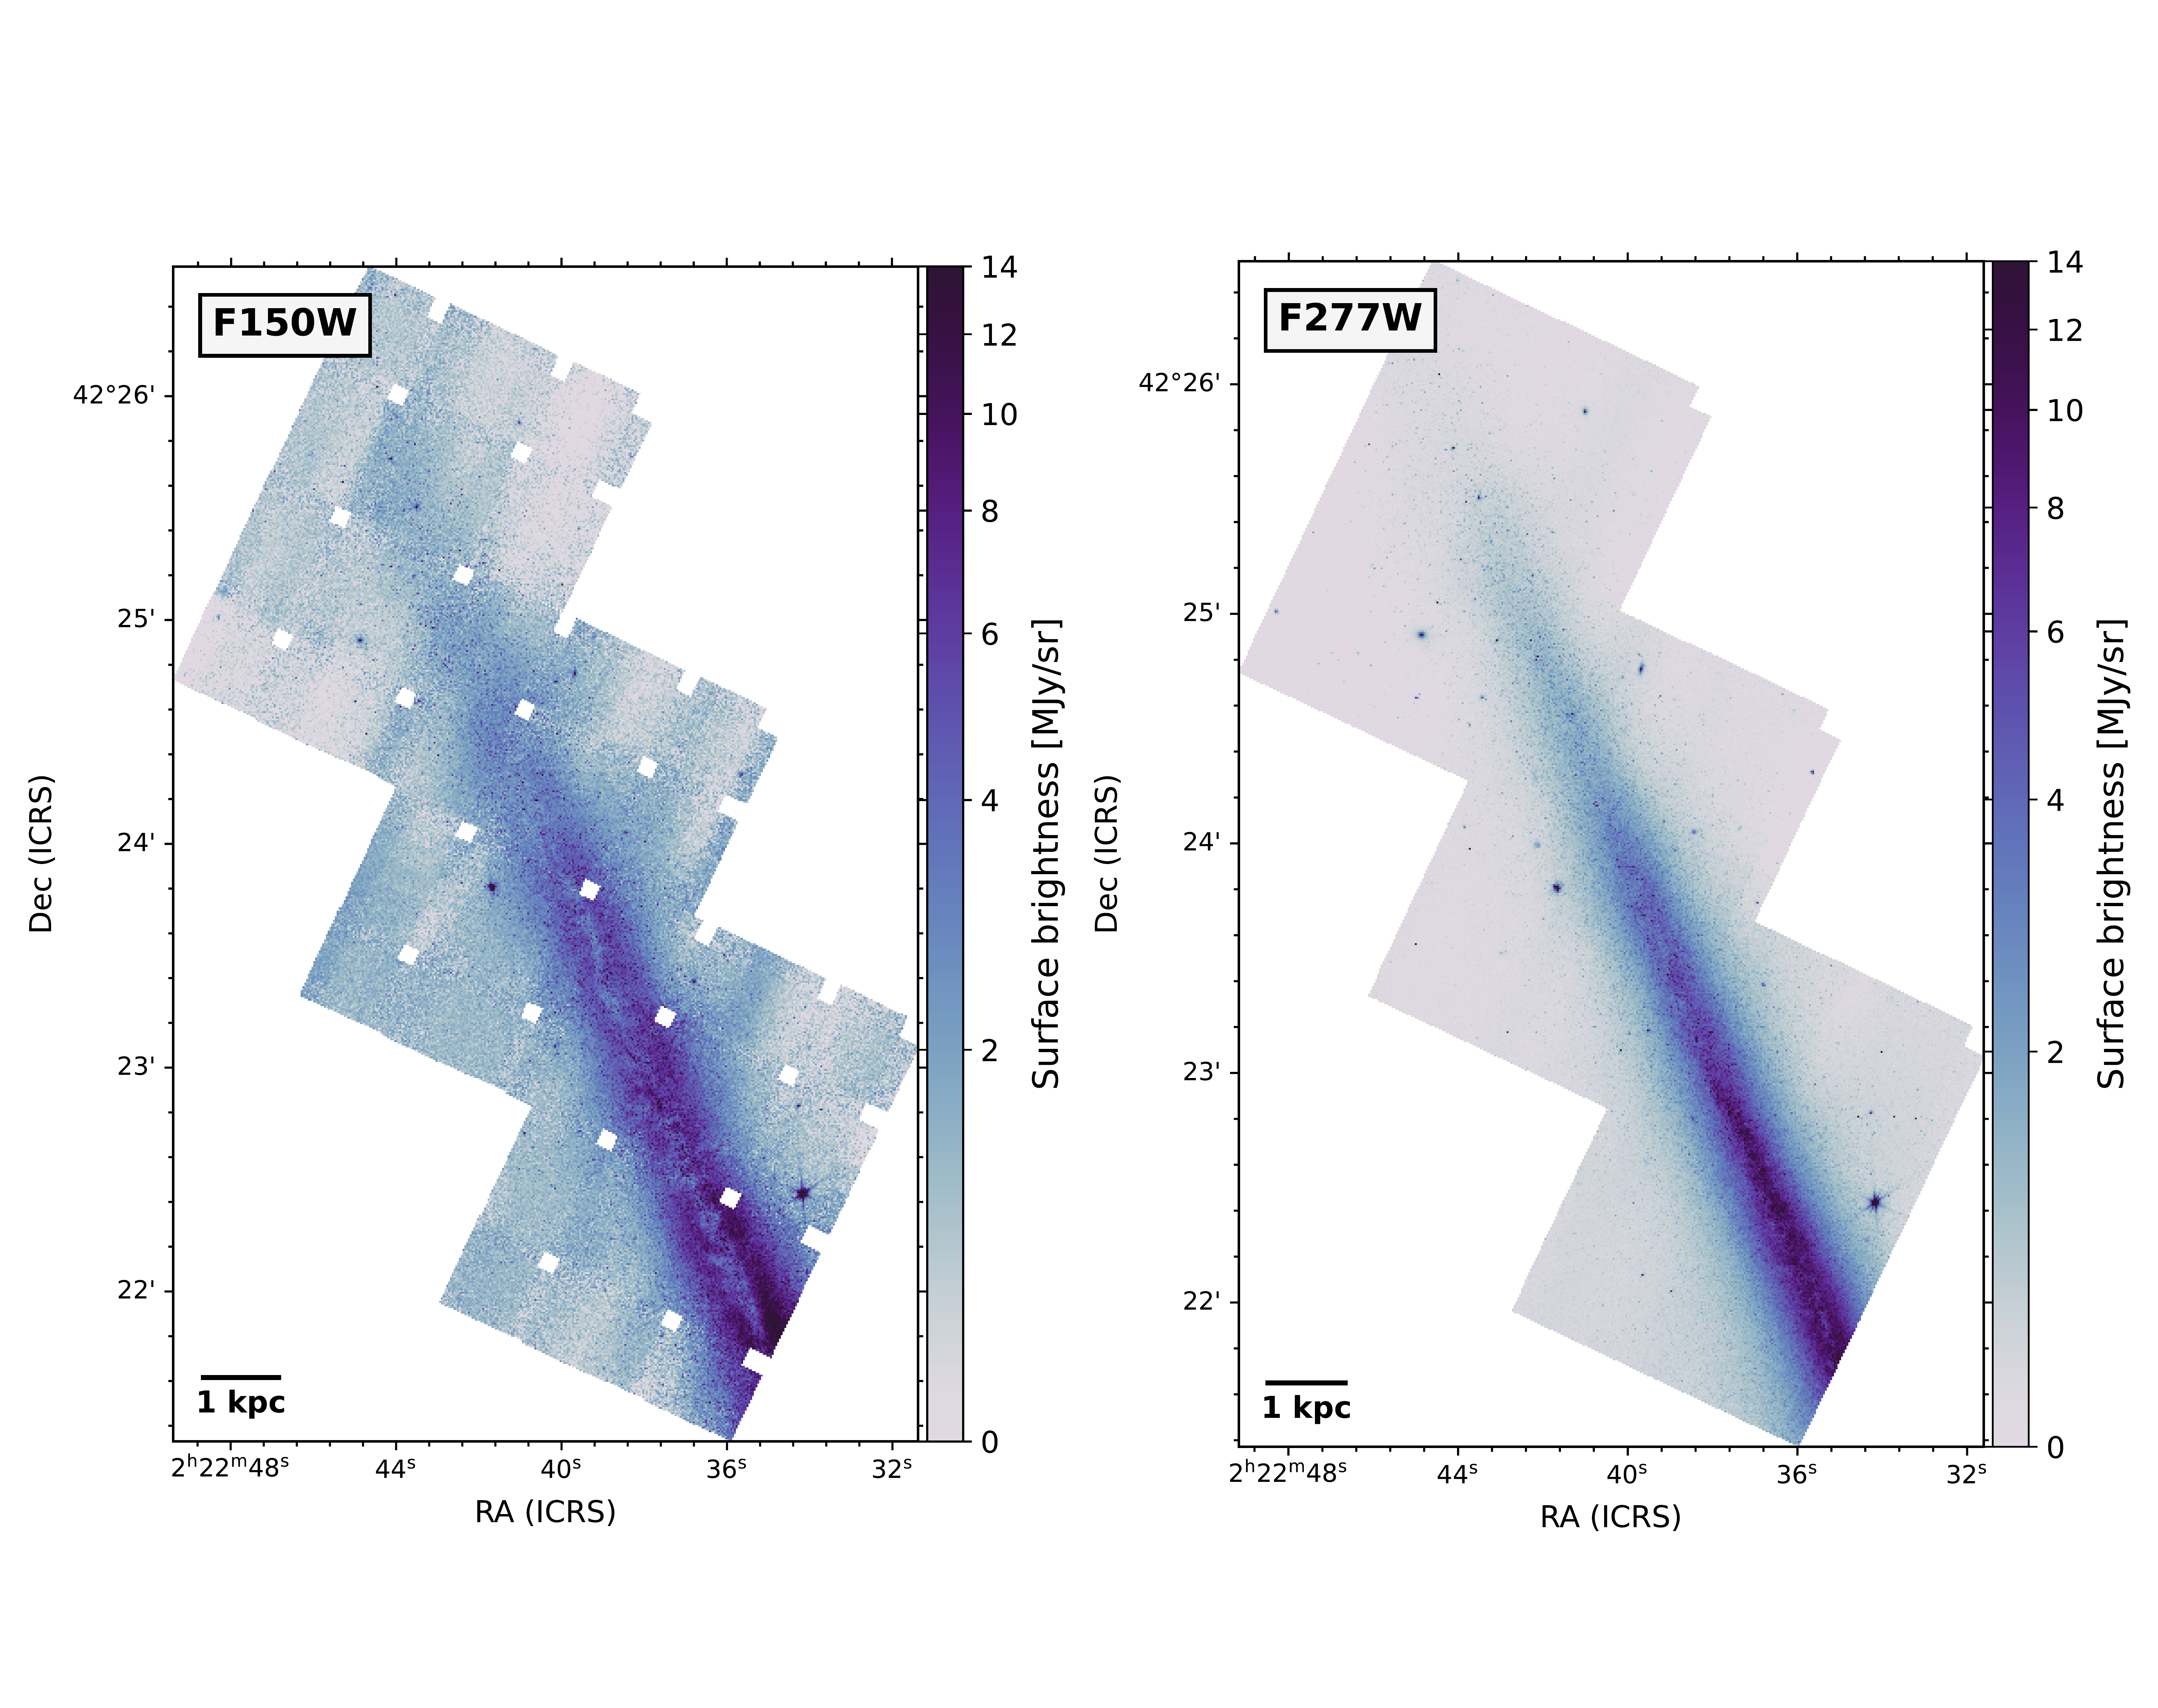 F150W
42°26'
25'
24'
23'
22'
Dec (ICRS)
1 kpc
2ʰ22ᵐ48ˢ
44ˢ
40ˢ
36ˢ
32ˢ
RA (ICRS)
14
12
10
8
6
4
2
0
Surface brightness [MJy/sr]
F277W
42°26'
25'
24'
23'
22'
Dec (ICRS)
1 kpc
2ʰ22ᵐ48ˢ
44ˢ
40ˢ
36ˢ
32ˢ
RA (ICRS)
14
12
10
8
6
4
2
0
Surface brightness [MJy/sr]